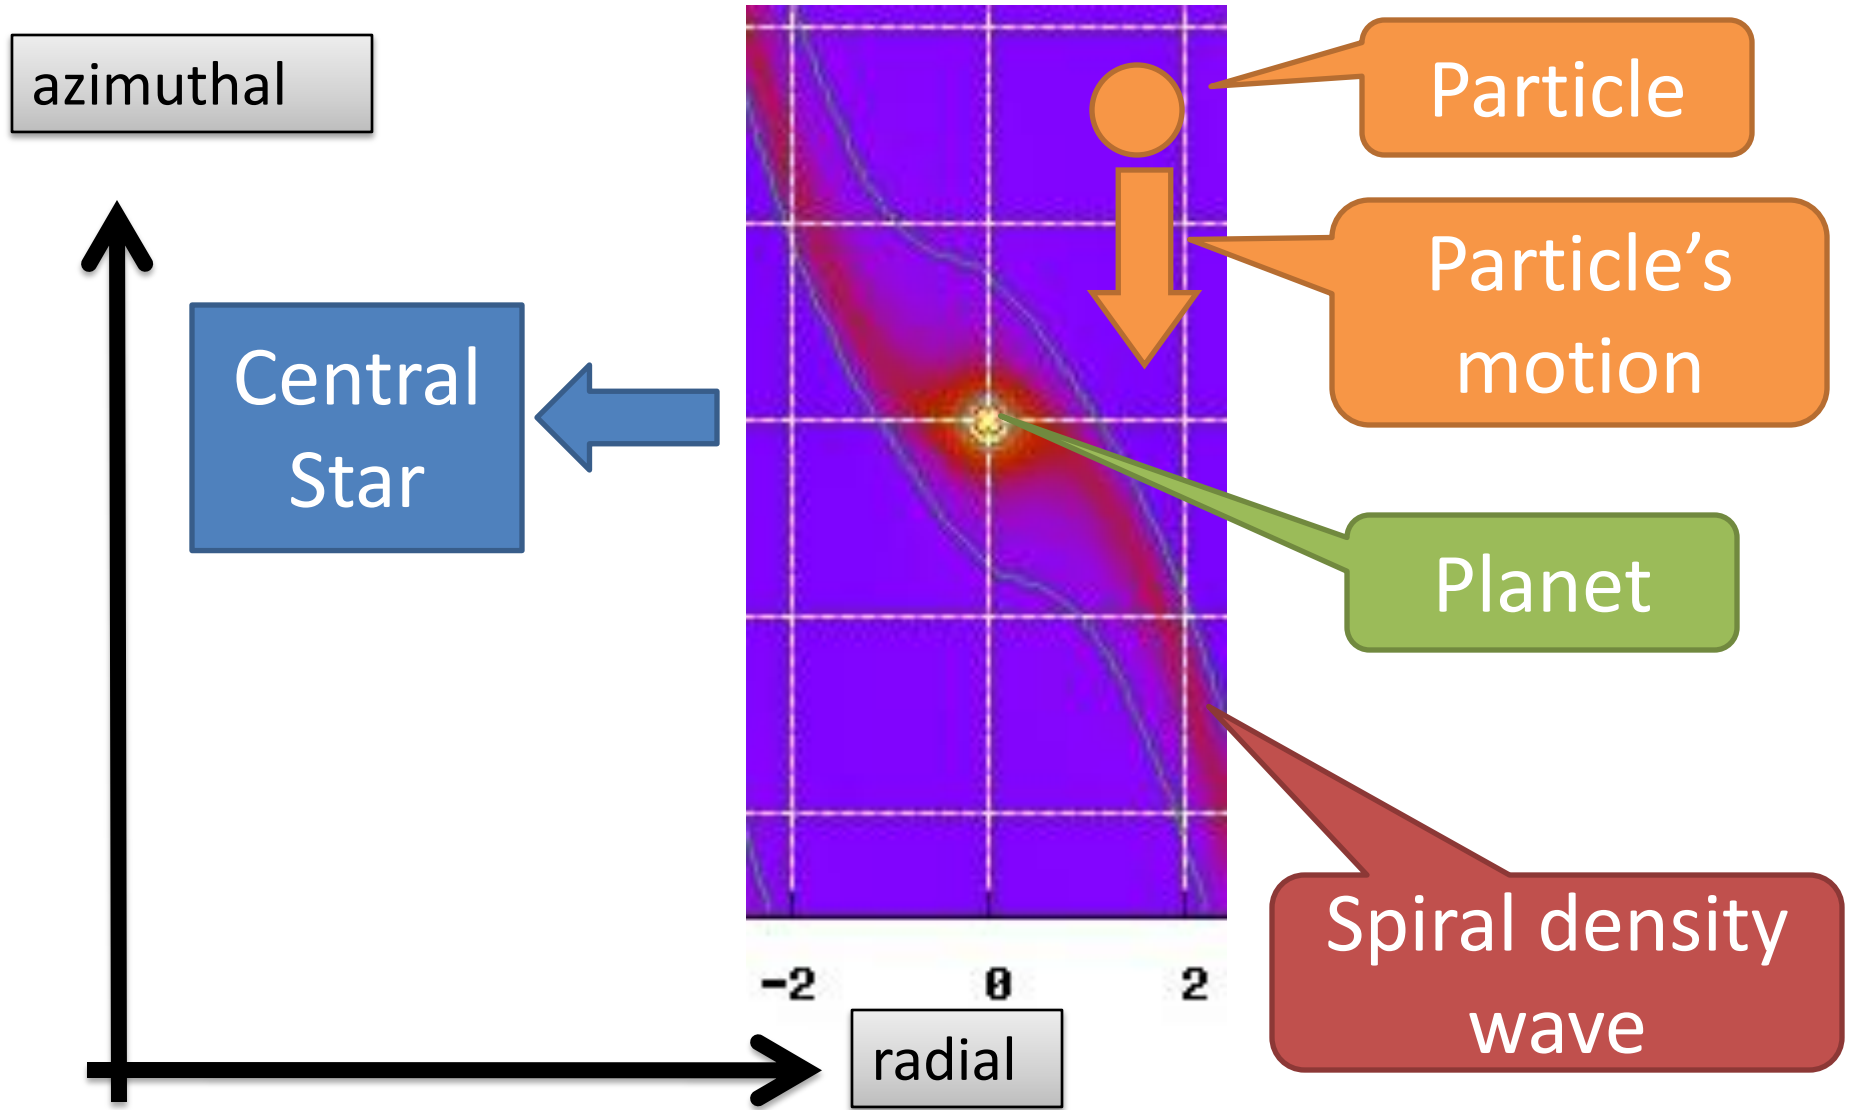 azimuthal
Particle
Particle's
motion
Central
Star
Planet
Spiral density
wave
-2 0 2
radial